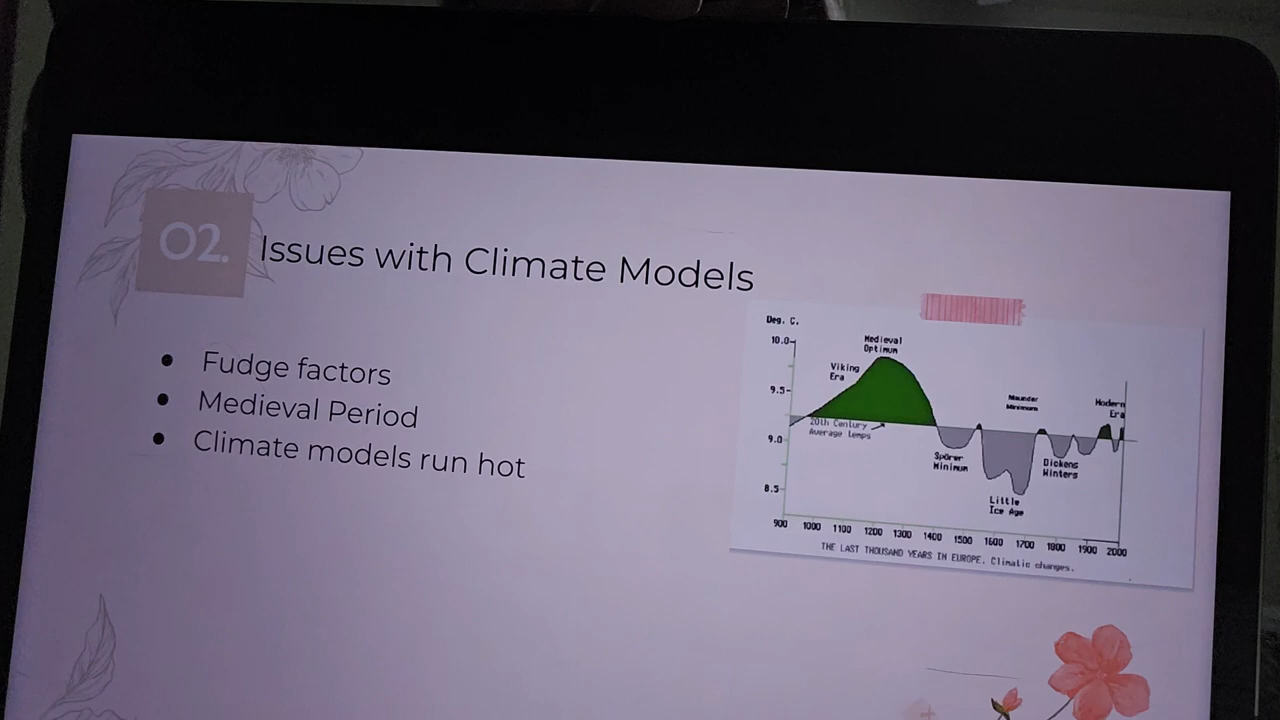 02.
Issues with Climate Models
Fudge factors
Medieval Period
Climate models run hot
Deg. C.
10.0
9.5
9.0
8.5
Medieval
Optimum
Viking
Era
20th Century
Average temps
Spörer
Minimum
Maunder
Minimum
Little
Ice Age
Dickens
Winters
Modern
Era
900 1000 1100 1200 1300 1400 1500 1600 1700 1800 1900 2000
THE LAST THOUSAND YEARS IN EUROPE. Climatic changes.